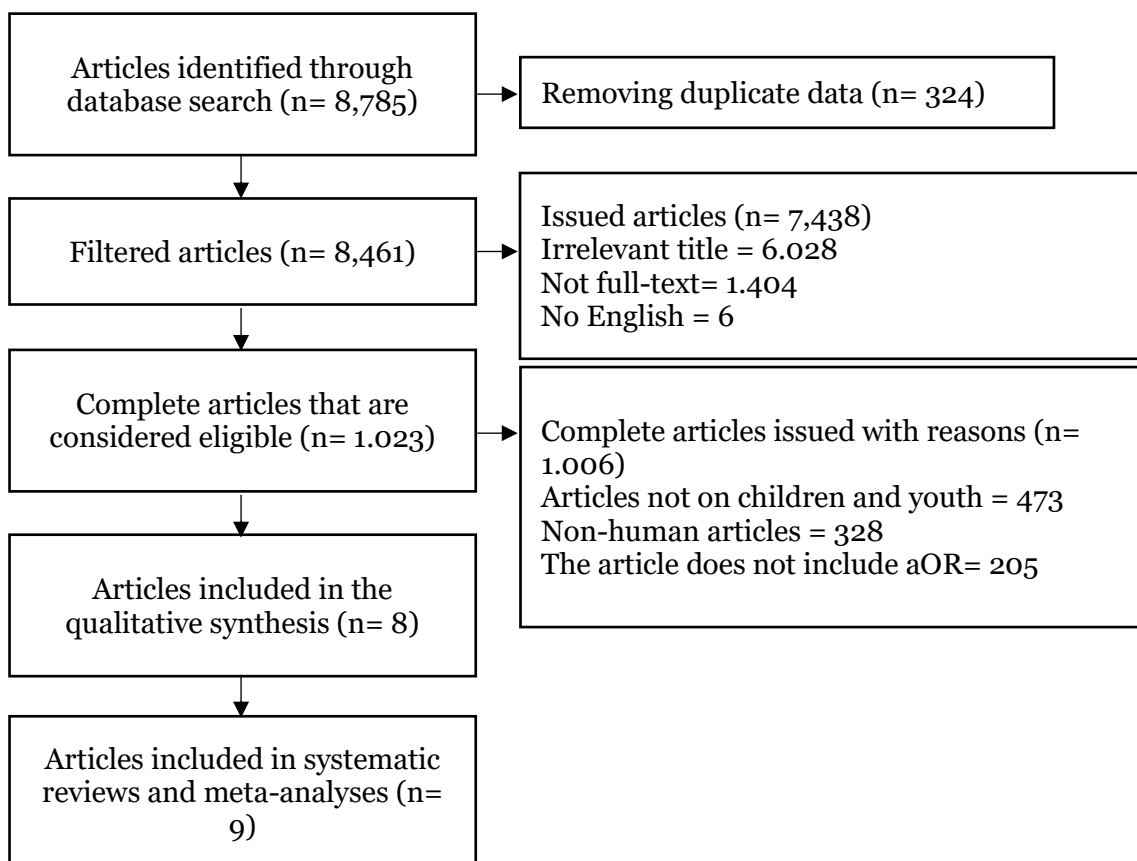 Articles identified through
database search (n= 8,785)
Removing duplicate data (n= 324)
Filtered articles (n= 8,461)
Issued articles (n= 7,438)
Irrelevant title = 6.028
Not full-text= 1.404
No English = 6
Complete articles that are
considered eligible (n= 1.023)
Complete articles issued with reasons (n=
1.006)
Articles not on children and youth = 473
Non-human articles = 328
The article does not include aOR= 205
Articles included in the
qualitative synthesis (n= 8)
Articles included in systematic
reviews and meta-analyses (n=
9)